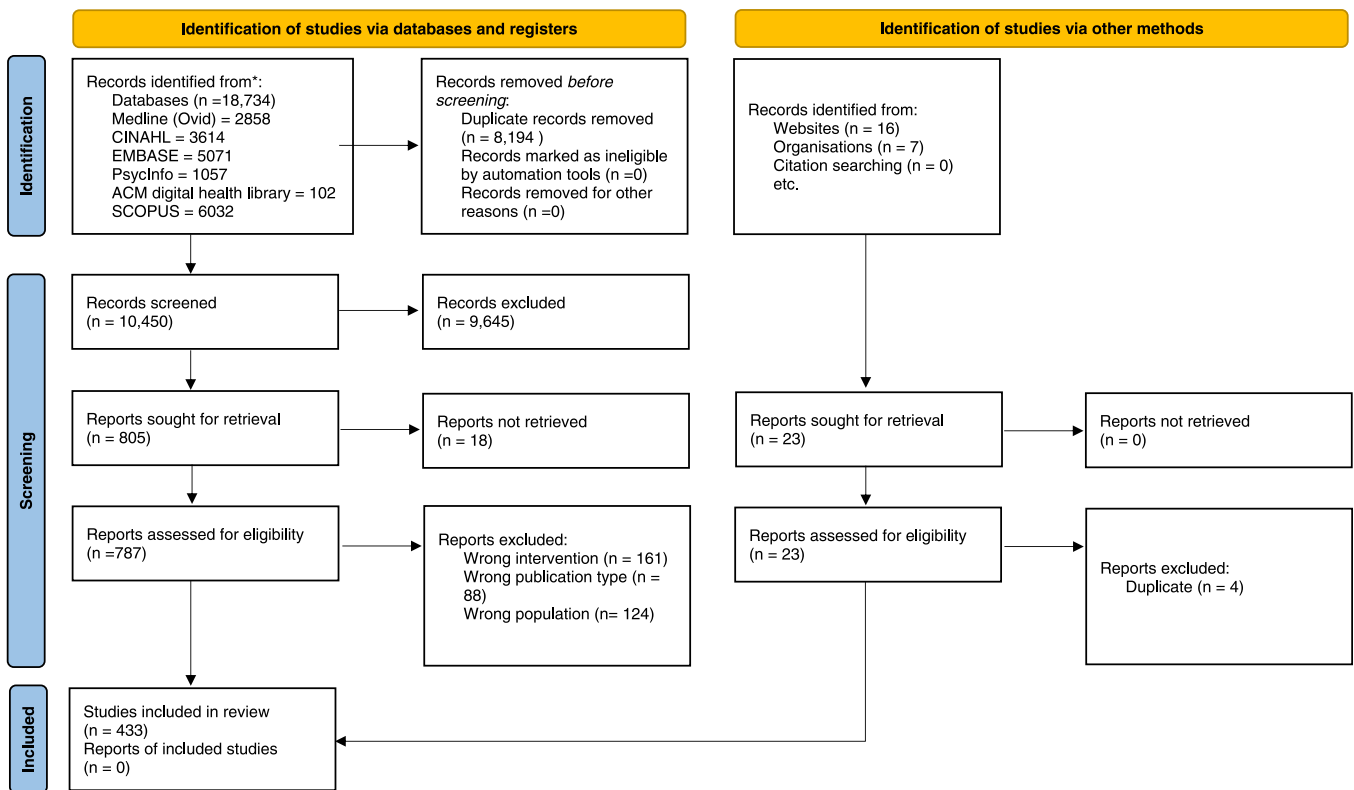 Identification of studies via databases and registers
Identification of studies via other methods
Identification
Records identified from*:
Databases (n =18,734)
Medline (Ovid) = 2858
CINAHL = 3614
EMBASE = 5071
PsycInfo = 1057
ACM digital health library = 102
SCOPUS = 6032
Records removed before
screening:
Duplicate records removed
(n = 8,194 )
Records marked as ineligible
by automation tools (n =0)
Records removed for other
reasons (n =0)
Records identified from:
Websites (n = 16)
Organisations (n = 7)
Citation searching (n = 0)
etc.
Screening
Records screened
(n = 10,450)
Records excluded
(n = 9,645)
Reports sought for retrieval
(n = 805)
Reports not retrieved
(n = 18)
Reports sought for retrieval
(n = 23)
Reports not retrieved
(n = 0)
Reports assessed for eligibility
(n =787)
Reports excluded:
Wrong intervention (n = 161)
Wrong publication type (n =
88)
Wrong population (n= 124)
Reports assessed for eligibility
(n = 23)
Reports excluded:
Duplicate (n = 4)
Included
Studies included in review
(n = 433)
Reports of included studies
(n = 0)